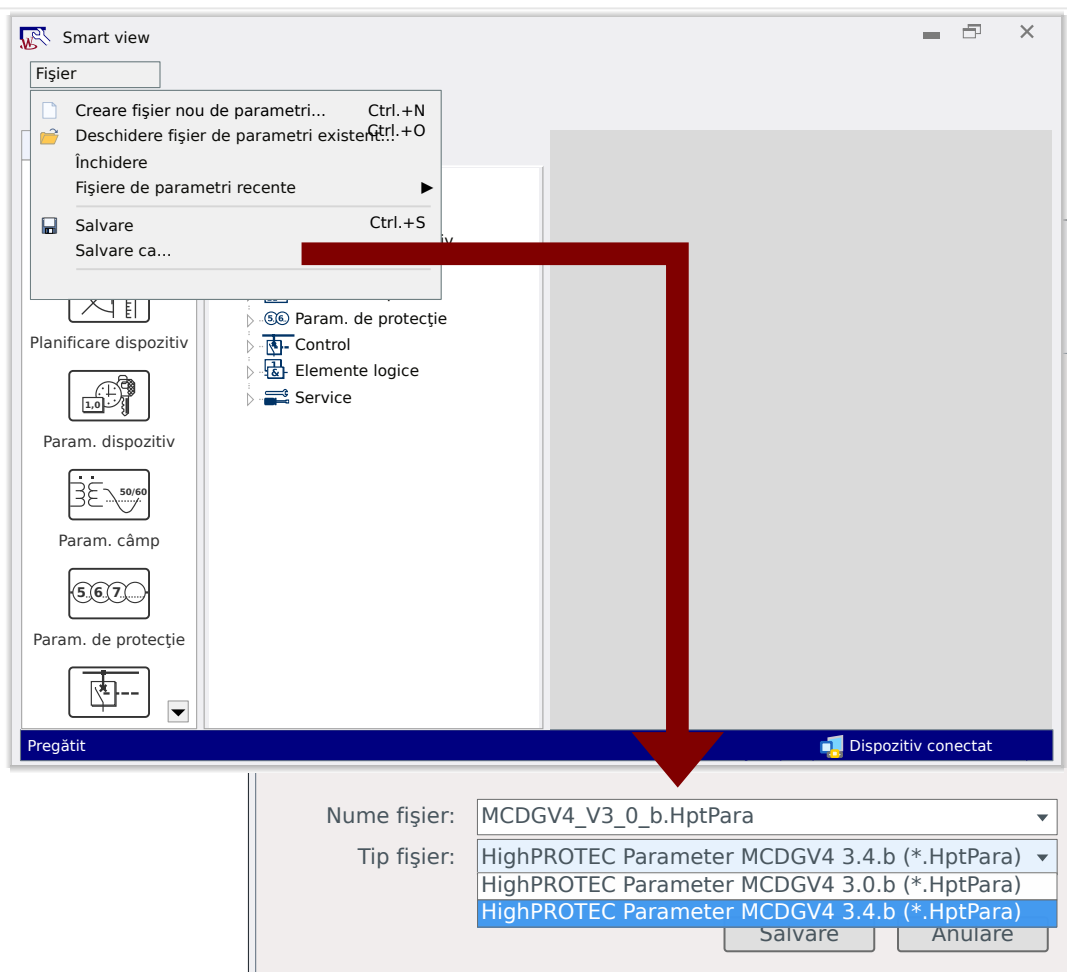 Smart view
Fişier
Creare fişier nou de parametri... Ctrl.+N
Deschidere fişier de parametri existent... Ctrl.+O
Închidere
Fişiere de parametri recente
Salvare Ctrl.+S
Salvare ca...
Param. de protecţie
Control
Elemente logice
Service
Planificare dispozitiv
1,0
Param. dispozitiv
50/60
Param. câmp
5 6 7
Param. de protecţie
Pregătit
Dispozitiv conectat
Nume fişier: MCDGV4_V3_0_b.HptPara
Tip fişier: HighPROTEC Parameter MCDGV4 3.4.b (*.HptPara)
HighPROTEC Parameter MCDGV4 3.0.b (*.HptPara)
HighPROTEC Parameter MCDGV4 3.4.b (*.HptPara)
Salvare Anulare